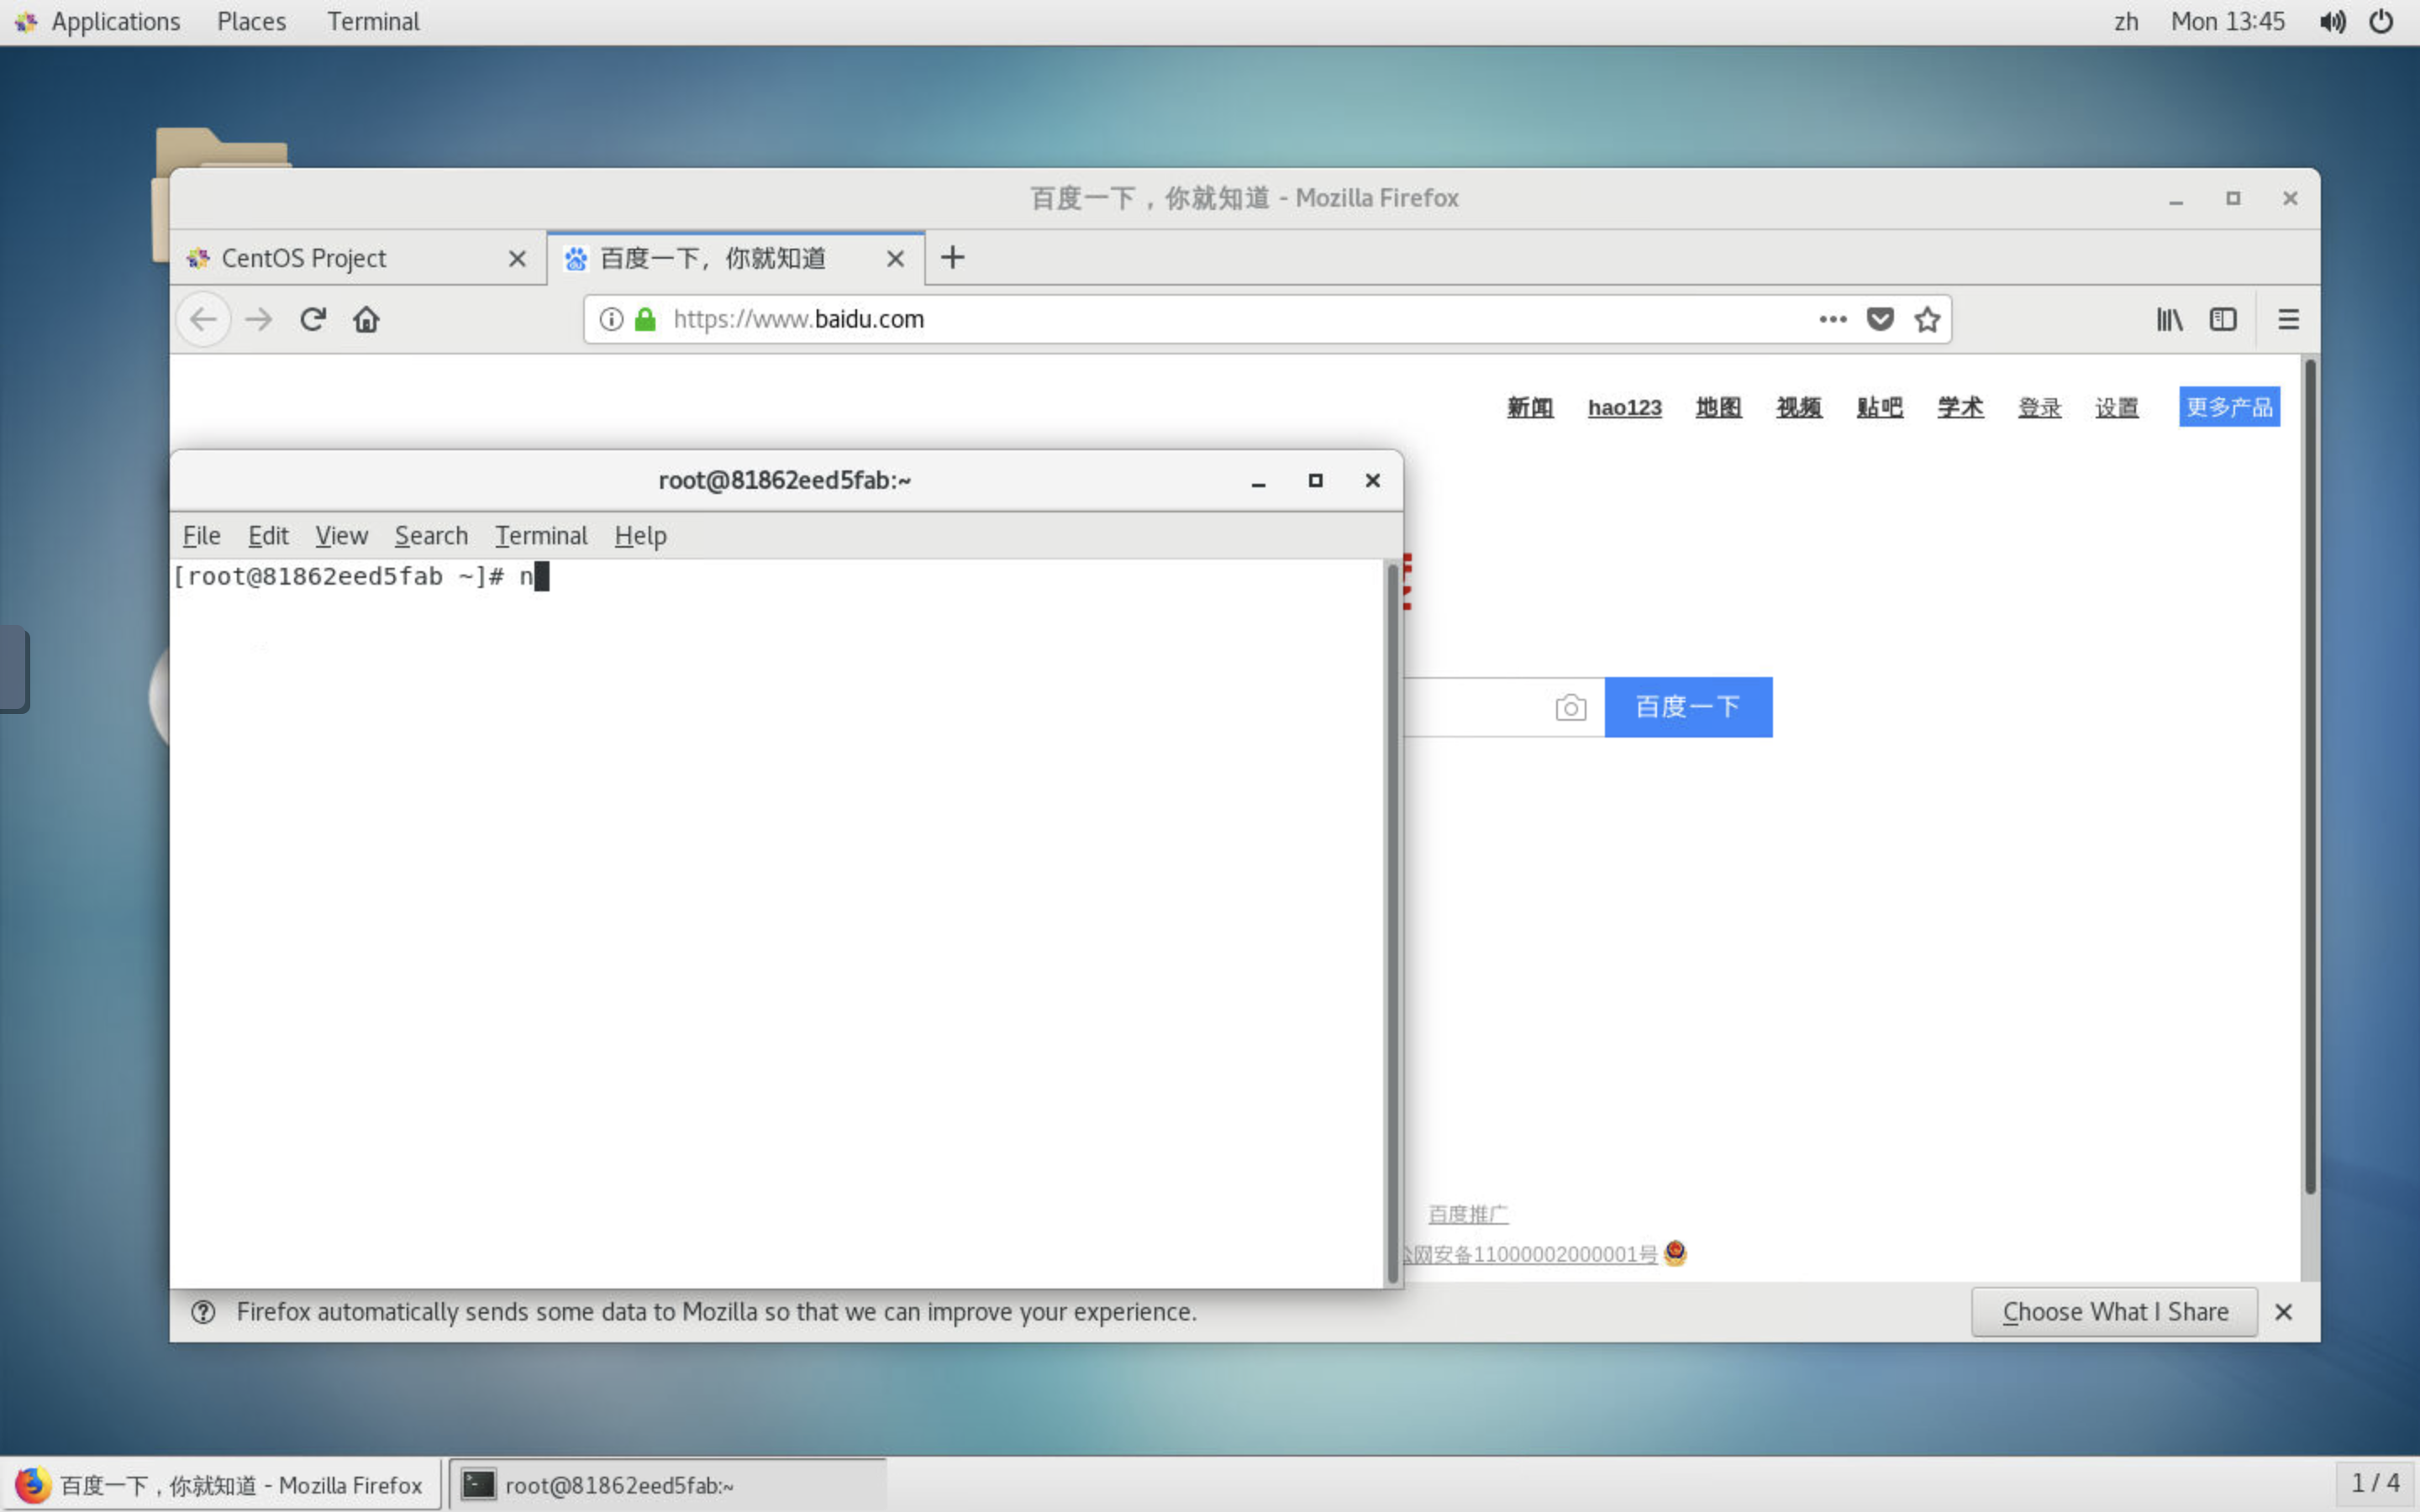 Applications Places Terminal zh Mon 13:45
百度一下，你就知道 - Mozilla Firefox
CentOS Project 百度一下，你就知道
https://www.baidu.com
新闻 hao123 地图 视频 贴吧 学术 登录 设置 更多产品
root@81862eed5fab:~
File Edit View Search Terminal Help
[root@81862eed5fab ~]# n
百度一下
百度推广
网安备11000002000001号
Firefox automatically sends some data to Mozilla so that we can improve your experience. Choose What I Share
百度一下，你就知道 - Mozilla Firefox root@81862eed5fab:~ 1 / 4